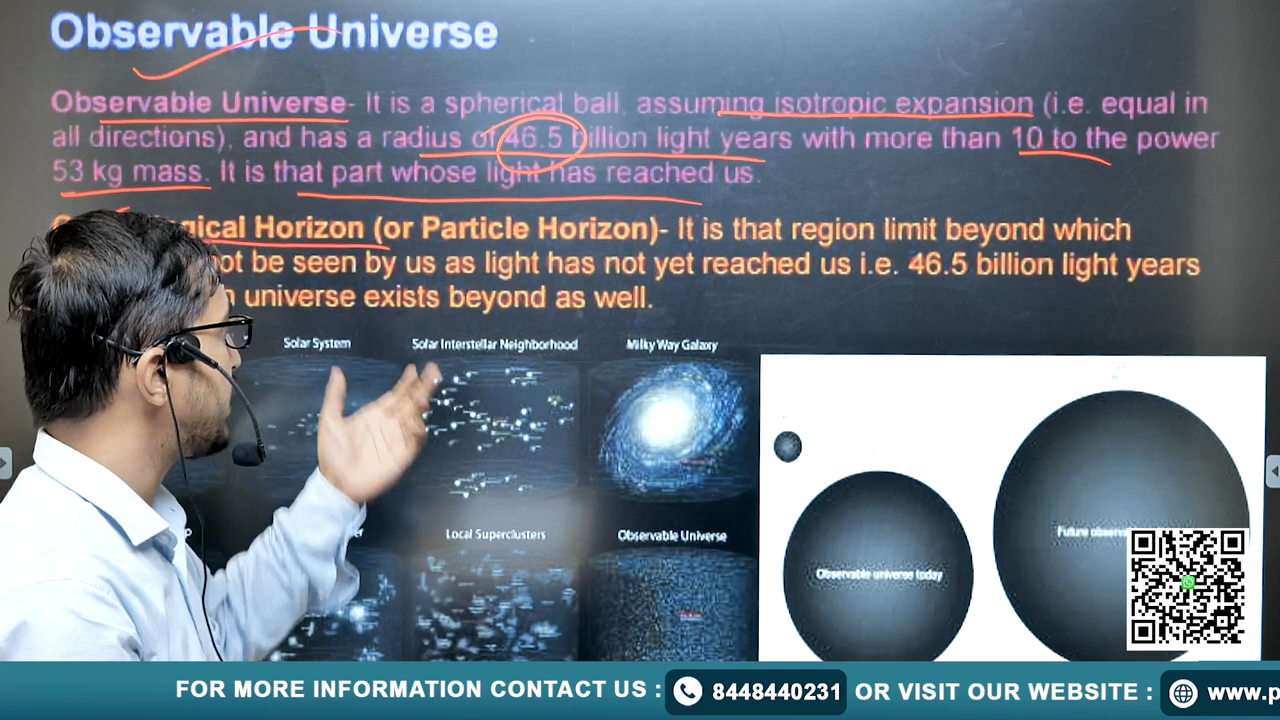 Observable Universe
Observable Universe- It is a spherical ball, assuming isotropic expansion (i.e. equal in
all directions), and has a radius of 46.5 billion light years with more than 10 to the power
53 kg mass. It is that part whose light has reached us.
gical Horizon (or Particle Horizon)- It is that region limit beyond which
not be seen by us as light has not yet reached us i.e. 46.5 billion light years
universe exists beyond as well.
Solar System
Solar Interstellar Neighborhood
Milky Way Galaxy
Local Superclusters
Observable Universe
Observable universe today
Future observa
FOR MORE INFORMATION CONTACT US : 8448440231 OR VISIT OUR WEBSITE : www.p